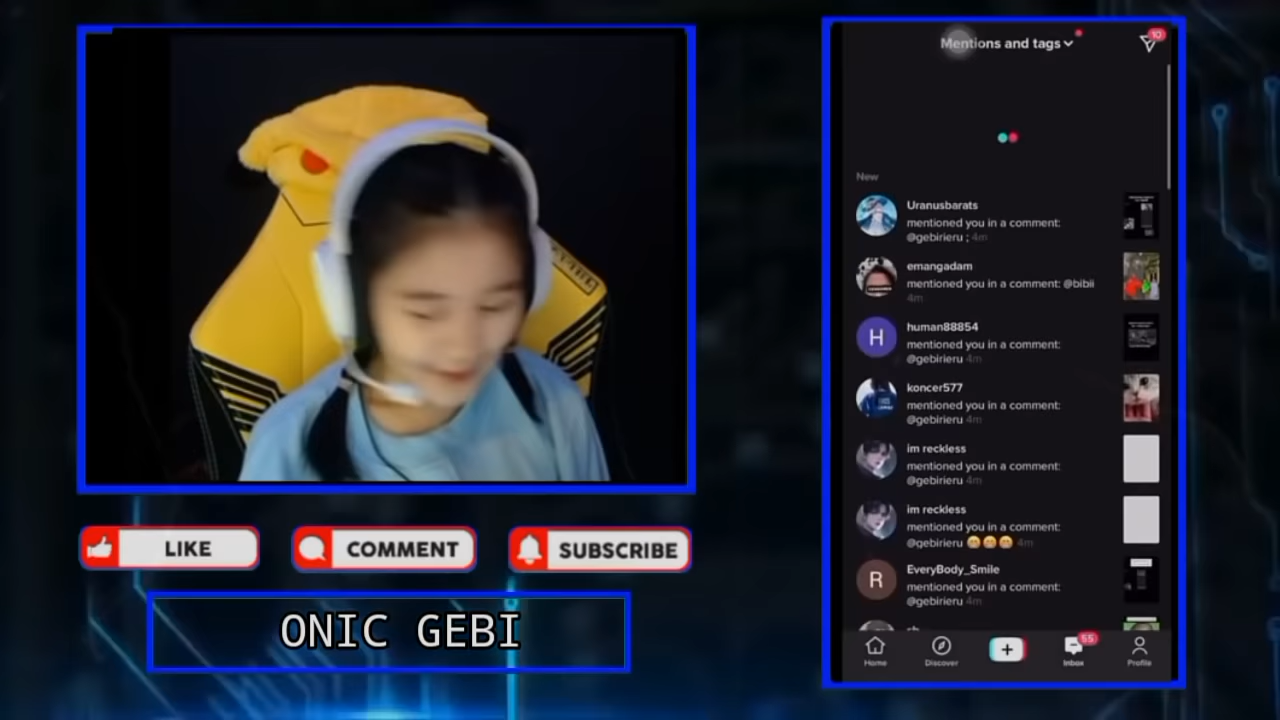 LIKE
COMMENT
SUBSCRIBE
ONIC GEBI
Mentions and tags
10
New
Uranusbarats
mentioned you in a comment:
@gebirieru ; 4m
emangadam
mentioned you in a comment: @bibii
4m
H
human88854
mentioned you in a comment:
@gebirieru 4m
koncer577
mentioned you in a comment:
@gebirieru 4m
im reckless
mentioned you in a comment:
@gebirieru 4m
im reckless
mentioned you in a comment:
@gebirieru 😁😁😁 4m
R
EveryBody_Smile
mentioned you in a comment:
@gebirieru 4m
55
Home
Discover
Inbox
Profile